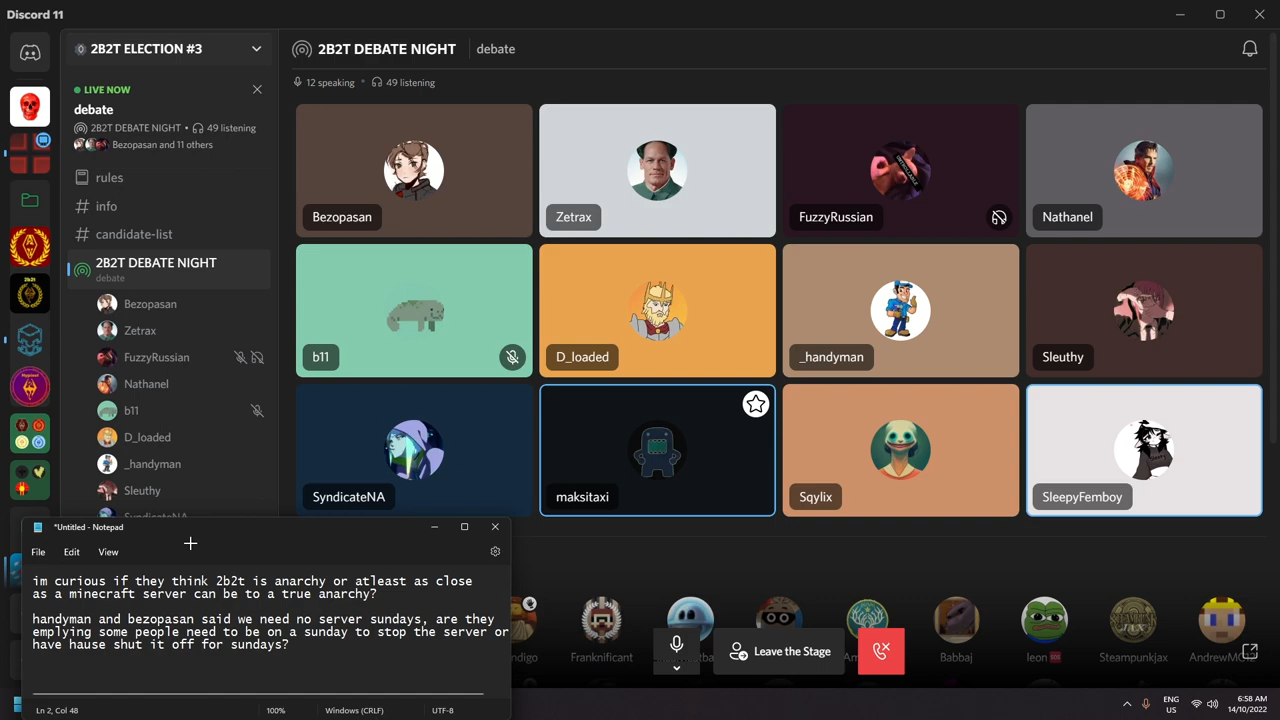 Discord 11
2B2T ELECTION #3
2B2T DEBATE NIGHT
debate
12 speaking
49 listening
LIVE NOW
debate
2B2T DEBATE NIGHT • 49 listening
Bezopasan and 11 others
rules
info
candidate-list
2B2T DEBATE NIGHT
debate
Bezopasan
Zetrax
FuzzyRussian
Nathanel
b11
D_loaded
_handyman
Sleuthy
SyndicateNA
Bezopasan
Zetrax
FuzzyRussian
Nathanel
b11
D_loaded
_handyman
Sleuthy
SyndicateNA
maksitaxi
Sqylix
SleepyFemboy
*Untitled - Notepad
File Edit View
im curious if they think 2b2t is anarchy or atleast as close
as a minecraft server can be to a true anarchy?
handyman and bezopasan said we need no server sundays, are they
emplying some people need to be on a sunday to stop the server or
have hause shut it off for sundays?
Ln 2, Col 48
100%
Windows (CRLF)
UTF-8
Leave the Stage
Franknificant
Babbaj
leon
Steampunkjax
ENG
US
6:58 AM
14/10/2022